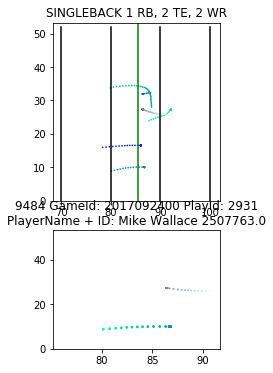 SINGLEBACK 1 RB, 2 TE, 2 WR
50
40
30
20
10
0
70 80 90 100
9484 GameId: 2017092400 PlayId: 2931
PlayerName + ID: Mike Wallace 2507763.0
40
20
0
80 85 90